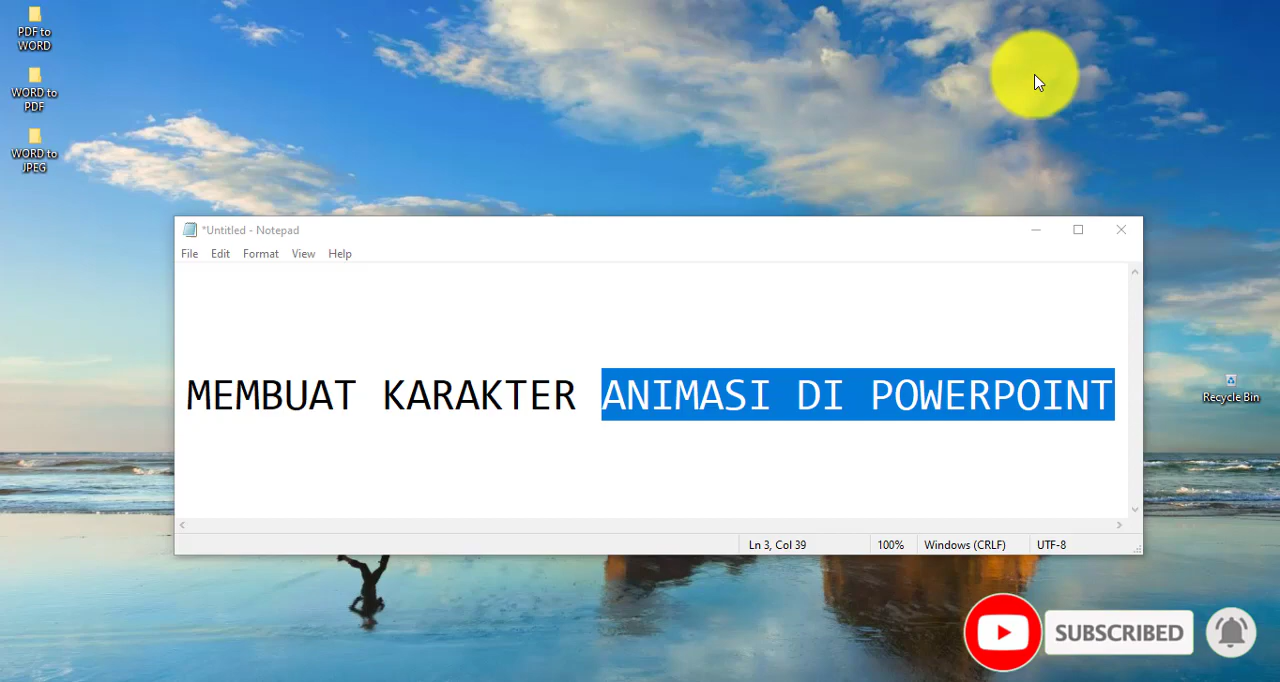 PDF to
WORD
WORD to
PDF
WORD to
JPEG
*Untitled - Notepad
File Edit Format View Help
MEMBUAT KARAKTER ANIMASI DI POWERPOINT
Recycle Bin
Ln 3, Col 39 100% Windows (CRLF) UTF-8
SUBSCRIBED